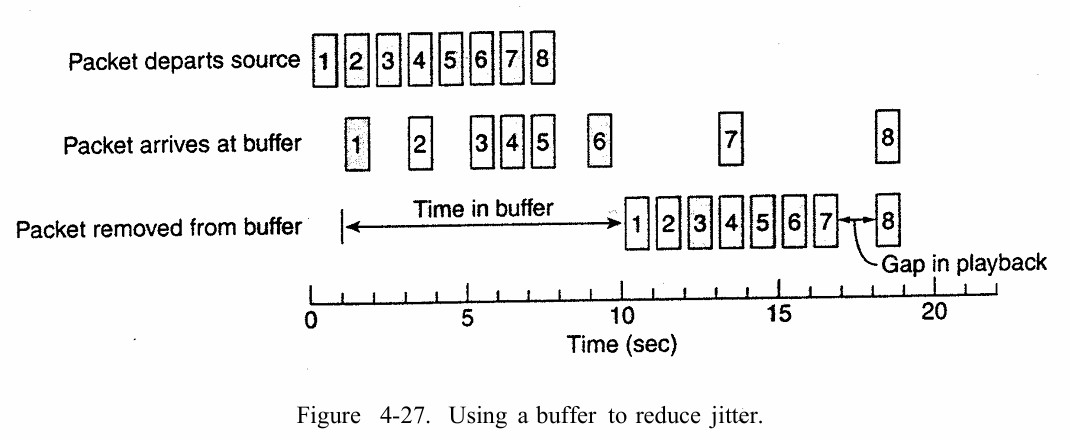 Packet departs source 1 2 3 4 5 6 7 8
Packet arrives at buffer 1 2 3 4 5 6 7 8
Time in buffer
Packet removed from buffer 1 2 3 4 5 6 7 8
Gap in playback
0 5 10 15 20
Time (sec)
Figure 4-27. Using a buffer to reduce jitter.